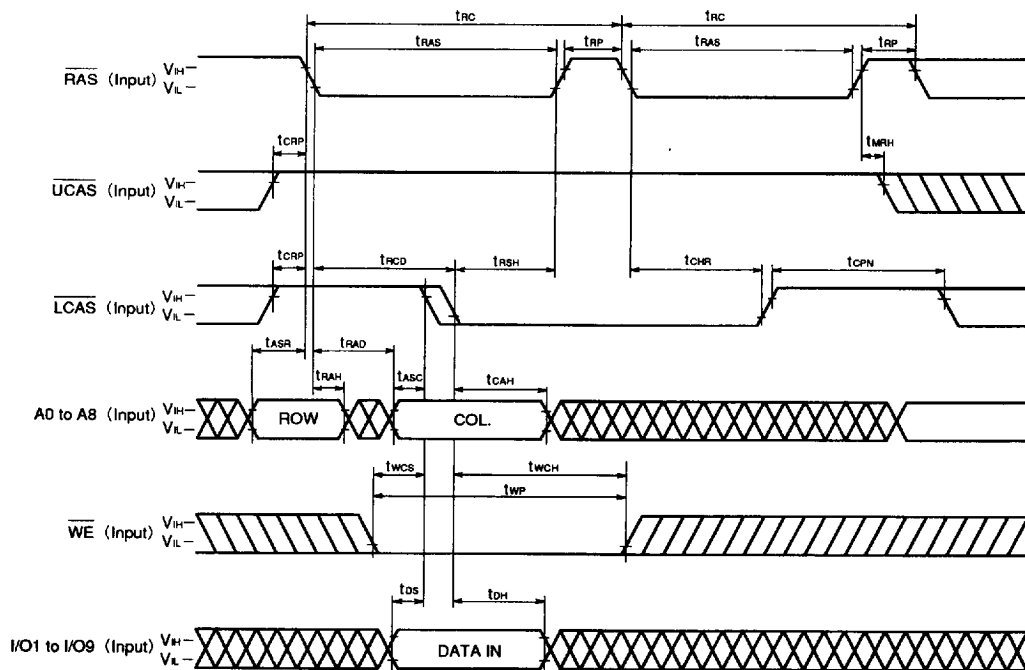 tRC tRC
tRAS tRP tRAS tRP
RAS (Input) VIH
VIL
tCRP tMRH
UCAS (Input) VIH
VIL
tCRP tRCD tRSH tCHR tCPN
LCAS (Input) VIH
VIL
tASR tRAD
tRAH tASC tCAH
A0 to A8 (Input) VIH
VIL
ROW COL.
tWCS tWCH
tWP
WE (Input) VIH
VIL
tDS tDH
I/O1 to I/O9 (Input) VIH
VIL
DATA IN